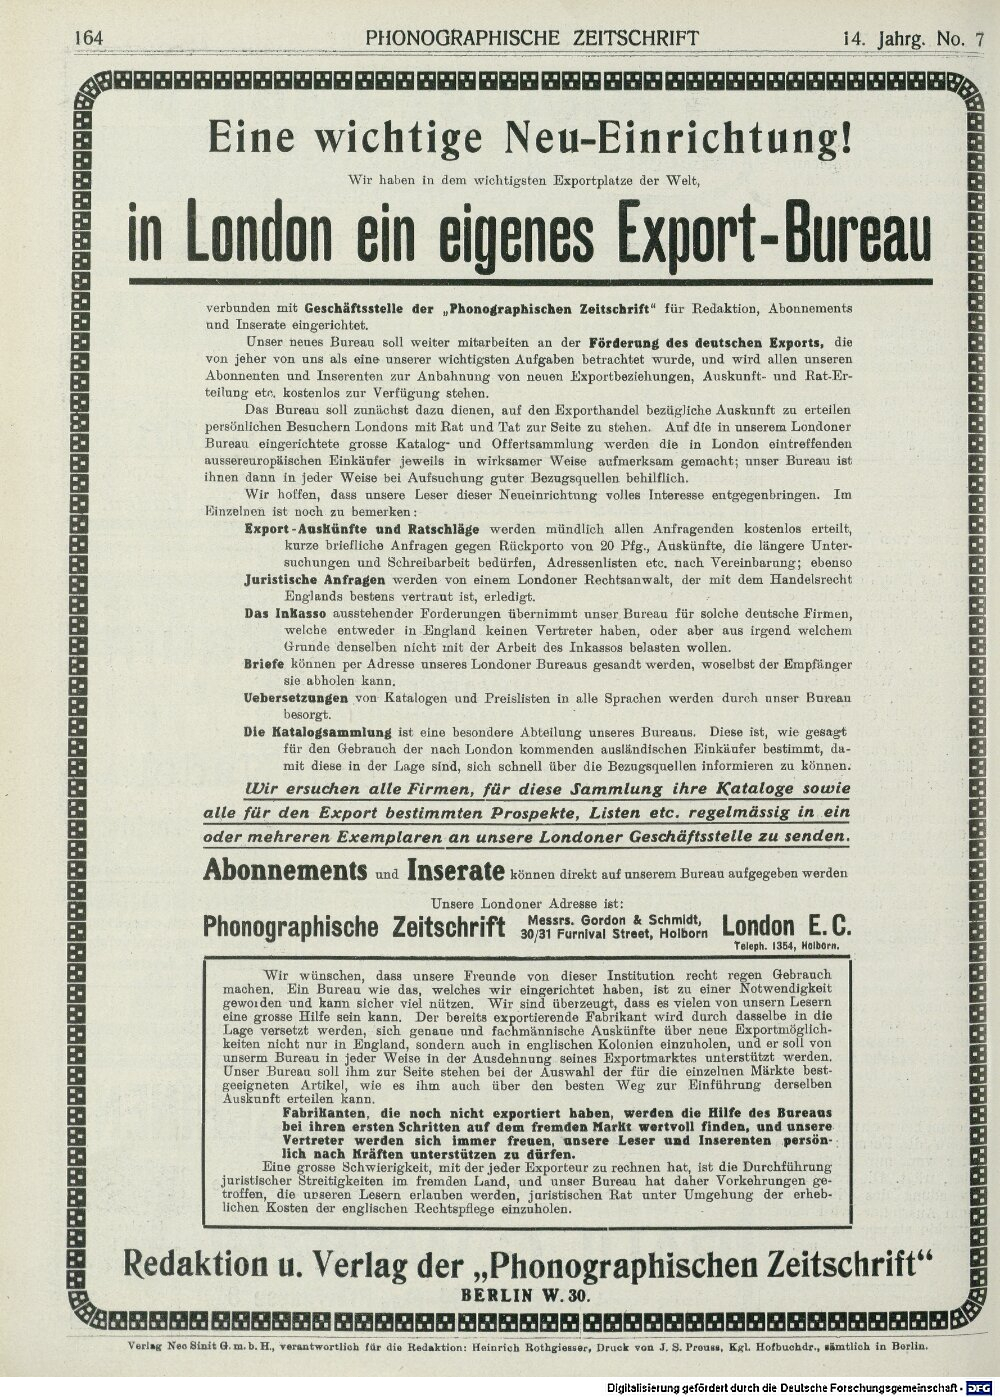 164 PHONOGRAPHISCHE ZEITSCHRIFT 14. Jahrg. No. 7
Eine wichtige Neu-Einrichtung!
Wir haben in dem wichtigsten Exportplatze der Welt,
in London ein eigenes Export-Bureau
verbunden mit Geschäftsstelle der „Phonographischen Zeitschrift“ für Redaktion, Abonnements
und Inserate eingerichtet.
Unser neues Bureau soll weiter mitarbeiten an der Förderung des deutschen Exports, die
von jeher von uns als eine unserer wichtigsten Aufgaben betrachtet wurde, und wird allen unseren
Abonnenten und Inserenten zur Anbahnung von neuen Exportbeziehungen, Auskunft- und Rat-Er-
teilung etc. kostenlos zur Verfügung stehen.
Das Bureau soll zunächst dazu dienen, auf den Exporthandel bezügliche Auskunft zu erteilen
persönlichen Besuchern Londons mit Rat und Tat zur Seite zu stehen. Auf die in unserem Londoner
Bureau eingerichtete grosse Katalog- und Offertsammlung werden die in London eintreffenden
aussereuropäischen Einkäufer jeweils in wirksamer Weise aufmerksam gemacht; unser Bureau ist
ihnen dann in jeder Weise bei Aufsuchung guter Bezugsquellen behilflich.
Wir hoffen, dass unsere Leser dieser Neueinrichtung volles Interesse entgegenbringen. Im
Einzelnen ist noch zu bemerken:
Export-Auskünfte und Ratschläge werden mündlich allen Anfragenden kostenlos erteilt,
kurze briefliche Anfragen gegen Rückporto von 20 Pfg., Auskünfte, die längere Unter-
suchungen und Schreibarbeit bedürfen, Adressenlisten etc. nach Vereinbarung; ebenso
Juristische Anfragen werden von einem Londoner Rechtsanwalt, der mit dem Handelsrecht
Englands bestens vertraut ist, erledigt.
Das Inkasso ausstehender Forderungen übernimmt unser Bureau für solche deutsche Firmen,
welche entweder in England keinen Vertreter haben, oder aber aus irgend welchem
Grunde denselben nicht mit der Arbeit des Inkassos belasten wollen.
Briefe können per Adresse unseres Londoner Bureaus gesandt werden, woselbst der Empfänger
sie abholen kann.
Uebersetzungen von Katalogen und Preislisten in alle Sprachen werden durch unser Bureau
besorgt.
Die Katalogsammlung ist eine besondere Abteilung unseres Bureaus. Diese ist, wie gesagt
für den Gebrauch der nach London kommenden ausländischen Einkäufer bestimmt, da-
mit diese in der Lage sind, sich schnell über die Bezugsquellen informieren zu können.
Wir ersuchen alle Firmen, für diese Sammlung ihre Kataloge sowie
alle für den Export bestimmten Prospekte, Listen etc. regelmässig in ein
oder mehreren Exemplaren an unsere Londoner Geschäftsstelle zu senden.
Abonnements und Inserate können direkt auf unserem Bureau aufgegeben werden
Unsere Londoner Adresse ist:
Phonographische Zeitschrift Messrs. Gordon & Schmidt, London E. C.
30/31 Furnival Street, Holborn
Teleph. 1354, Holborn.
Wir wünschen, dass unsere Freunde von dieser Institution recht regen Gebrauch
machen. Ein Bureau wie das, welches wir eingerichtet haben, ist zu einer Notwendigkeit
geworden und kann sicher viel nützen. Wir sind überzeugt, dass es vielen von unsern Lesern
eine grosse Hilfe sein kann. Der bereits exportierende Fabrikant wird durch dasselbe in die
Lage versetzt werden, sich genaue und fachmännische Auskünfte über neue Exportmöglich-
keiten nicht nur in England, sondern auch in englischen Kolonien einzuholen, und er soll von
unserm Bureau in jeder Weise in der Ausdehnung seines Exportmarktes unterstützt werden.
Unser Bureau soll ihm zur Seite stehen bei der Auswahl der für die einzelnen Märkte best-
geeigneten Artikel, wie es ihm auch über den besten Weg zur Einführung derselben
Auskunft erteilen kann.
Fabrikanten, die noch nicht exportiert haben, werden die Hilfe des Bureaus
bei ihren ersten Schritten auf dem fremden Markt wertvoll finden, und unsere
Vertreter werden sich immer freuen, unsere Leser und Inserenten persön-
lich nach Kräften unterstützen zu dürfen.
Eine grosse Schwierigkeit, mit der jeder Exporteur zu rechnen hat, ist die Durchführung
juristischer Streitigkeiten im fremden Land, und unser Bureau hat daher Vorkehrungen ge-
troffen, die unseren Lesern erlauben werden, juristischen Rat unter Umgehung der erheb-
lichen Kosten der englischen Rechtspflege einzuholen.
Redaktion u. Verlag der „Phonographischen Zeitschrift“
BERLIN W. 30.
Verlag Neo Sinit G. m. b. H., verantwortlich für die Redaktion: Heinrich Rothgiesser, Druck von J. S. Preuss, Kgl. Hofbuchdr., sämtlich in Berlin.
Digitalisierung gefördert durch die Deutsche Forschungsgemeinschaft - DFG